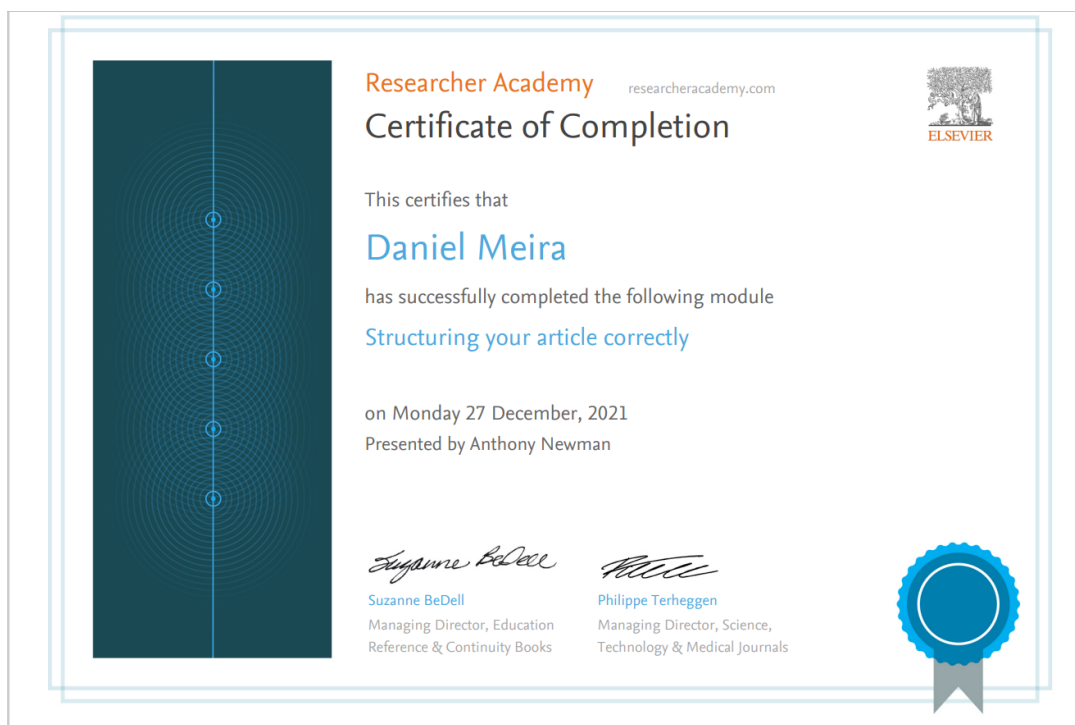 Researcher Academy researcheracademy.com
Certificate of Completion
ELSEVIER
This certifies that
Daniel Meira
has successfully completed the following module
Structuring your article correctly
on Monday 27 December, 2021
Presented by Anthony Newman
Suzanne BeDell
Suzanne BeDell
Philippe Terheggen
Managing Director, Education
Managing Director, Science,
Reference & Continuity Books
Technology & Medical Journals